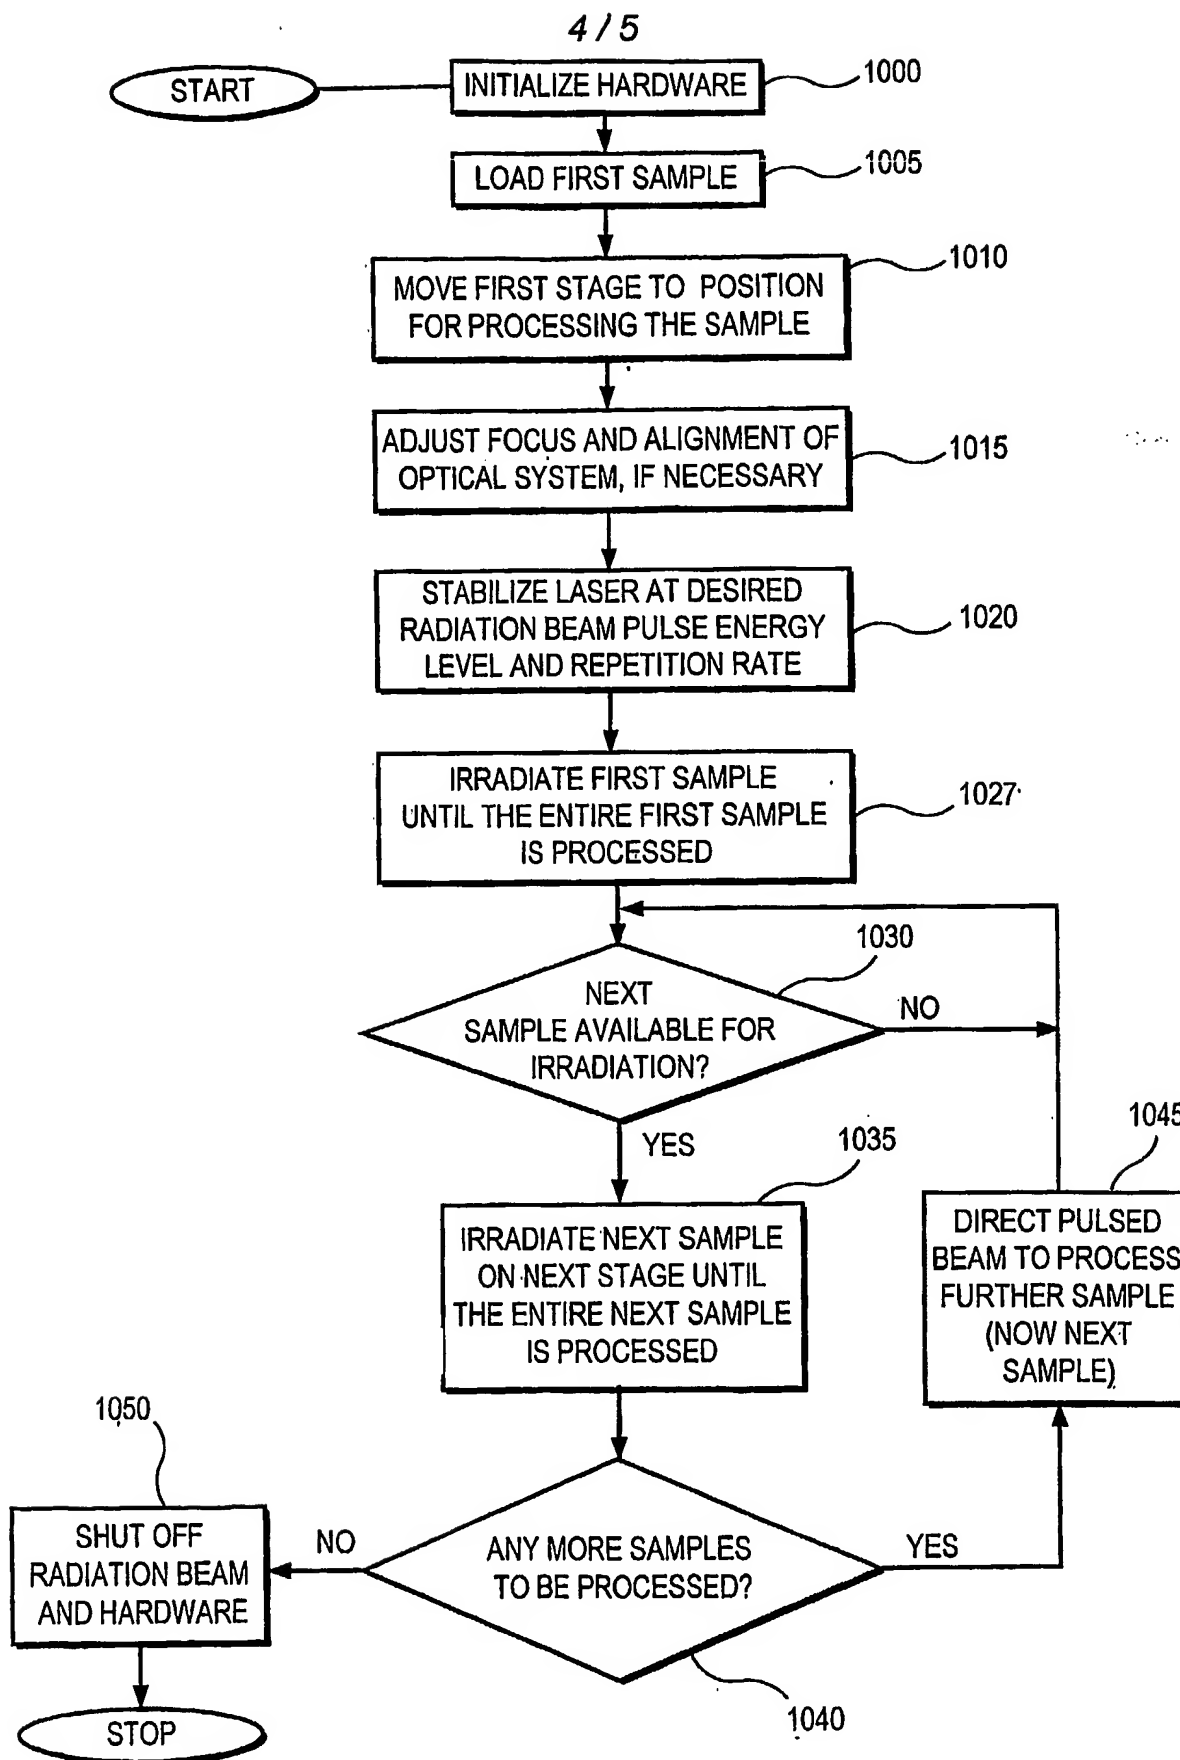 4/5
START
INITIALIZE HARDWARE
1000
LOAD FIRST SAMPLE
1005
MOVE FIRST STAGE TO POSITION
FOR PROCESSING THE SAMPLE
1010
ADJUST FOCUS AND ALIGNMENT OF
OPTICAL SYSTEM, IF NECESSARY
1015
STABILIZE LASER AT DESIRED
RADIATION BEAM PULSE ENERGY
LEVEL AND REPETITION RATE
1020
IRRADIATE FIRST SAMPLE
UNTIL THE ENTIRE FIRST SAMPLE
IS PROCESSED
1027
NEXT
SAMPLE AVAILABLE FOR
IRRADIATION?
1030
NO
YES
1035
IRRADIATE NEXT SAMPLE
ON NEXT STAGE UNTIL
THE ENTIRE NEXT SAMPLE
IS PROCESSED
1045
DIRECT PULSED
BEAM TO PROCESS
FURTHER SAMPLE
(NOW NEXT
SAMPLE)
ANY MORE SAMPLES
TO BE PROCESSED?
1040
YES
NO
1050
SHUT OFF
RADIATION BEAM
AND HARDWARE
STOP